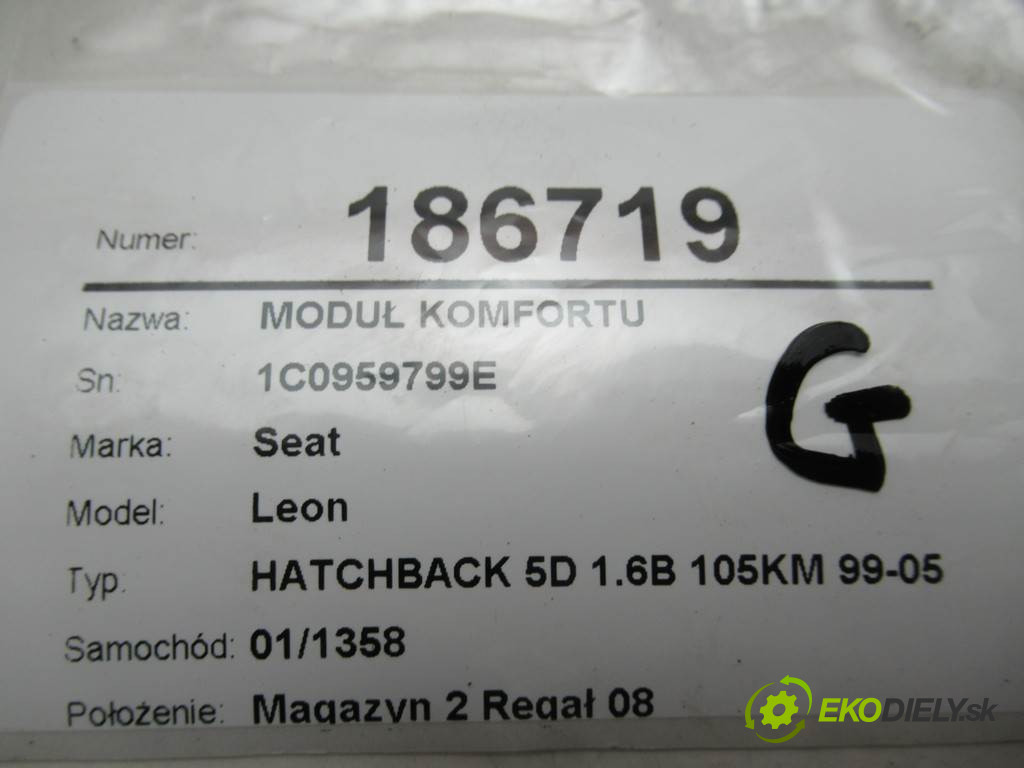 Numer: 186719
Nazwa: MODUŁ KOMFORTU
Sn: 1C0959799E
G
Marka: Seat
Model: Leon
Typ: HATCHBACK 5D 1.6B 105KM 99-05
Samochód: 01/1358
Położenie: Magazyn 2 Regał 08
EKODIELY.sk